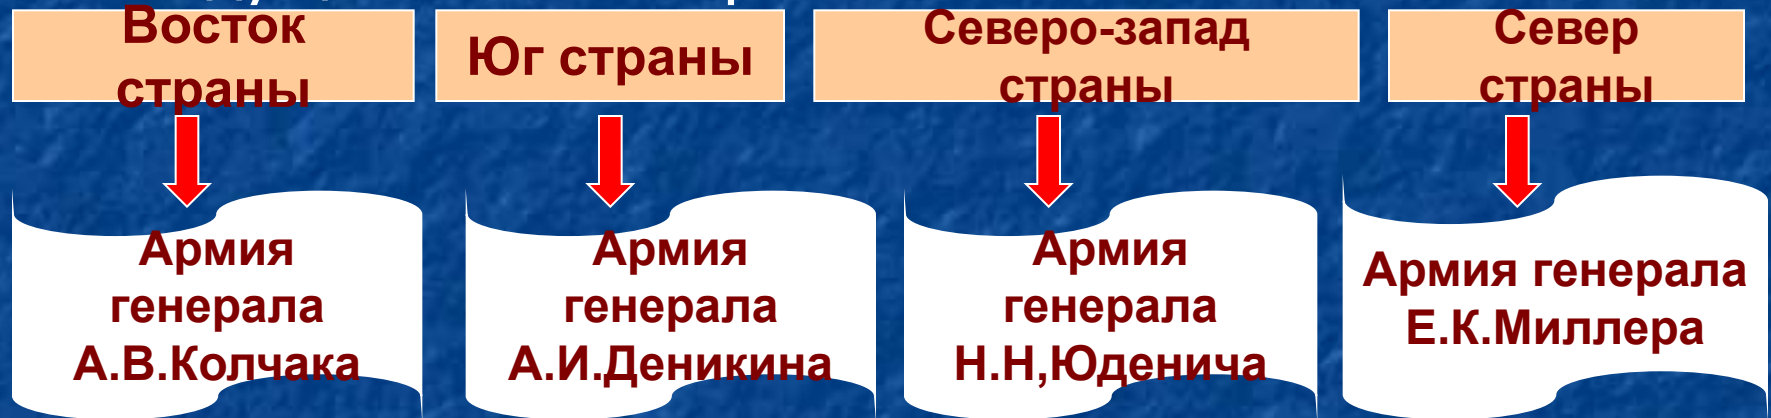 Восток
страны
Юг страны
Северо-запад
страны
Север
страны
Армия
генерала
А.В.Колчака
Армия
генерала
А.И.Деникина
Армия
генерала
Н.Н,Юденича
Армия генерала
Е.К.Миллера